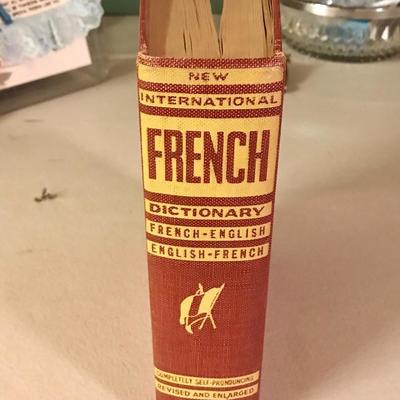 NEW
INTERNATIONAL
FRENCH
DICTIONARY
FRENCH-ENGLISH
ENGLISH-FRENCH
COMPLETELY SELF-PRONOUNCING
REVISED AND ENLARGED